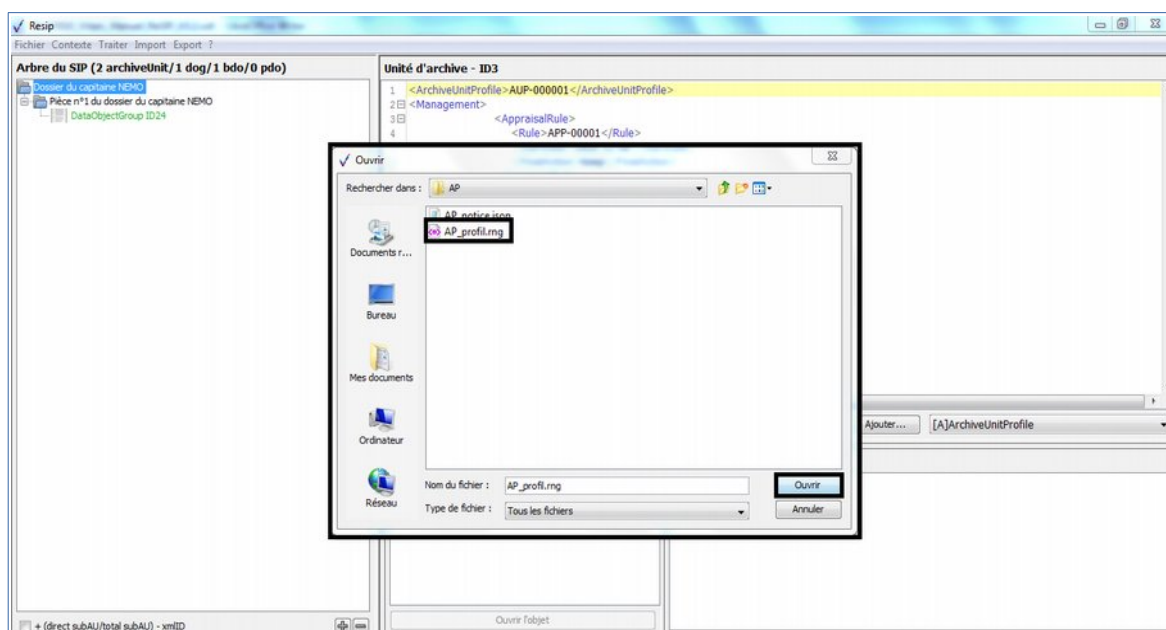 Resip
Fichier Contexte Traiter Import Export ?
Arbre du SIP (2 archiveUnit/1 dog/1 bdo/0 pdo)
Dossier du capitaine NEMO
Pièce n°1 du dossier du capitaine NEMO
DataObjectGroup ID24
Unité d'archive - ID3
1 <ArchiveUnitProfile>AUP-000001</ArchiveUnitProfile>
2 <Management>
3 <AppraisalRule>
4 <Rule>APP-00001</Rule>
Ouvrir
Rechercher dans : AP
AP_notice.json
AP_profil.rng
Documents r...
Bureau
Mes documents
Ordinateur
Réseau
Nom du fichier : AP_profil.rng
Ouvrir
Type de fichier : Tous les fichiers
Annuler
Ajouter... [A]ArchiveUnitProfile
Ouvrir l'objet
+ (direct subAU/total subAU) - xmlID